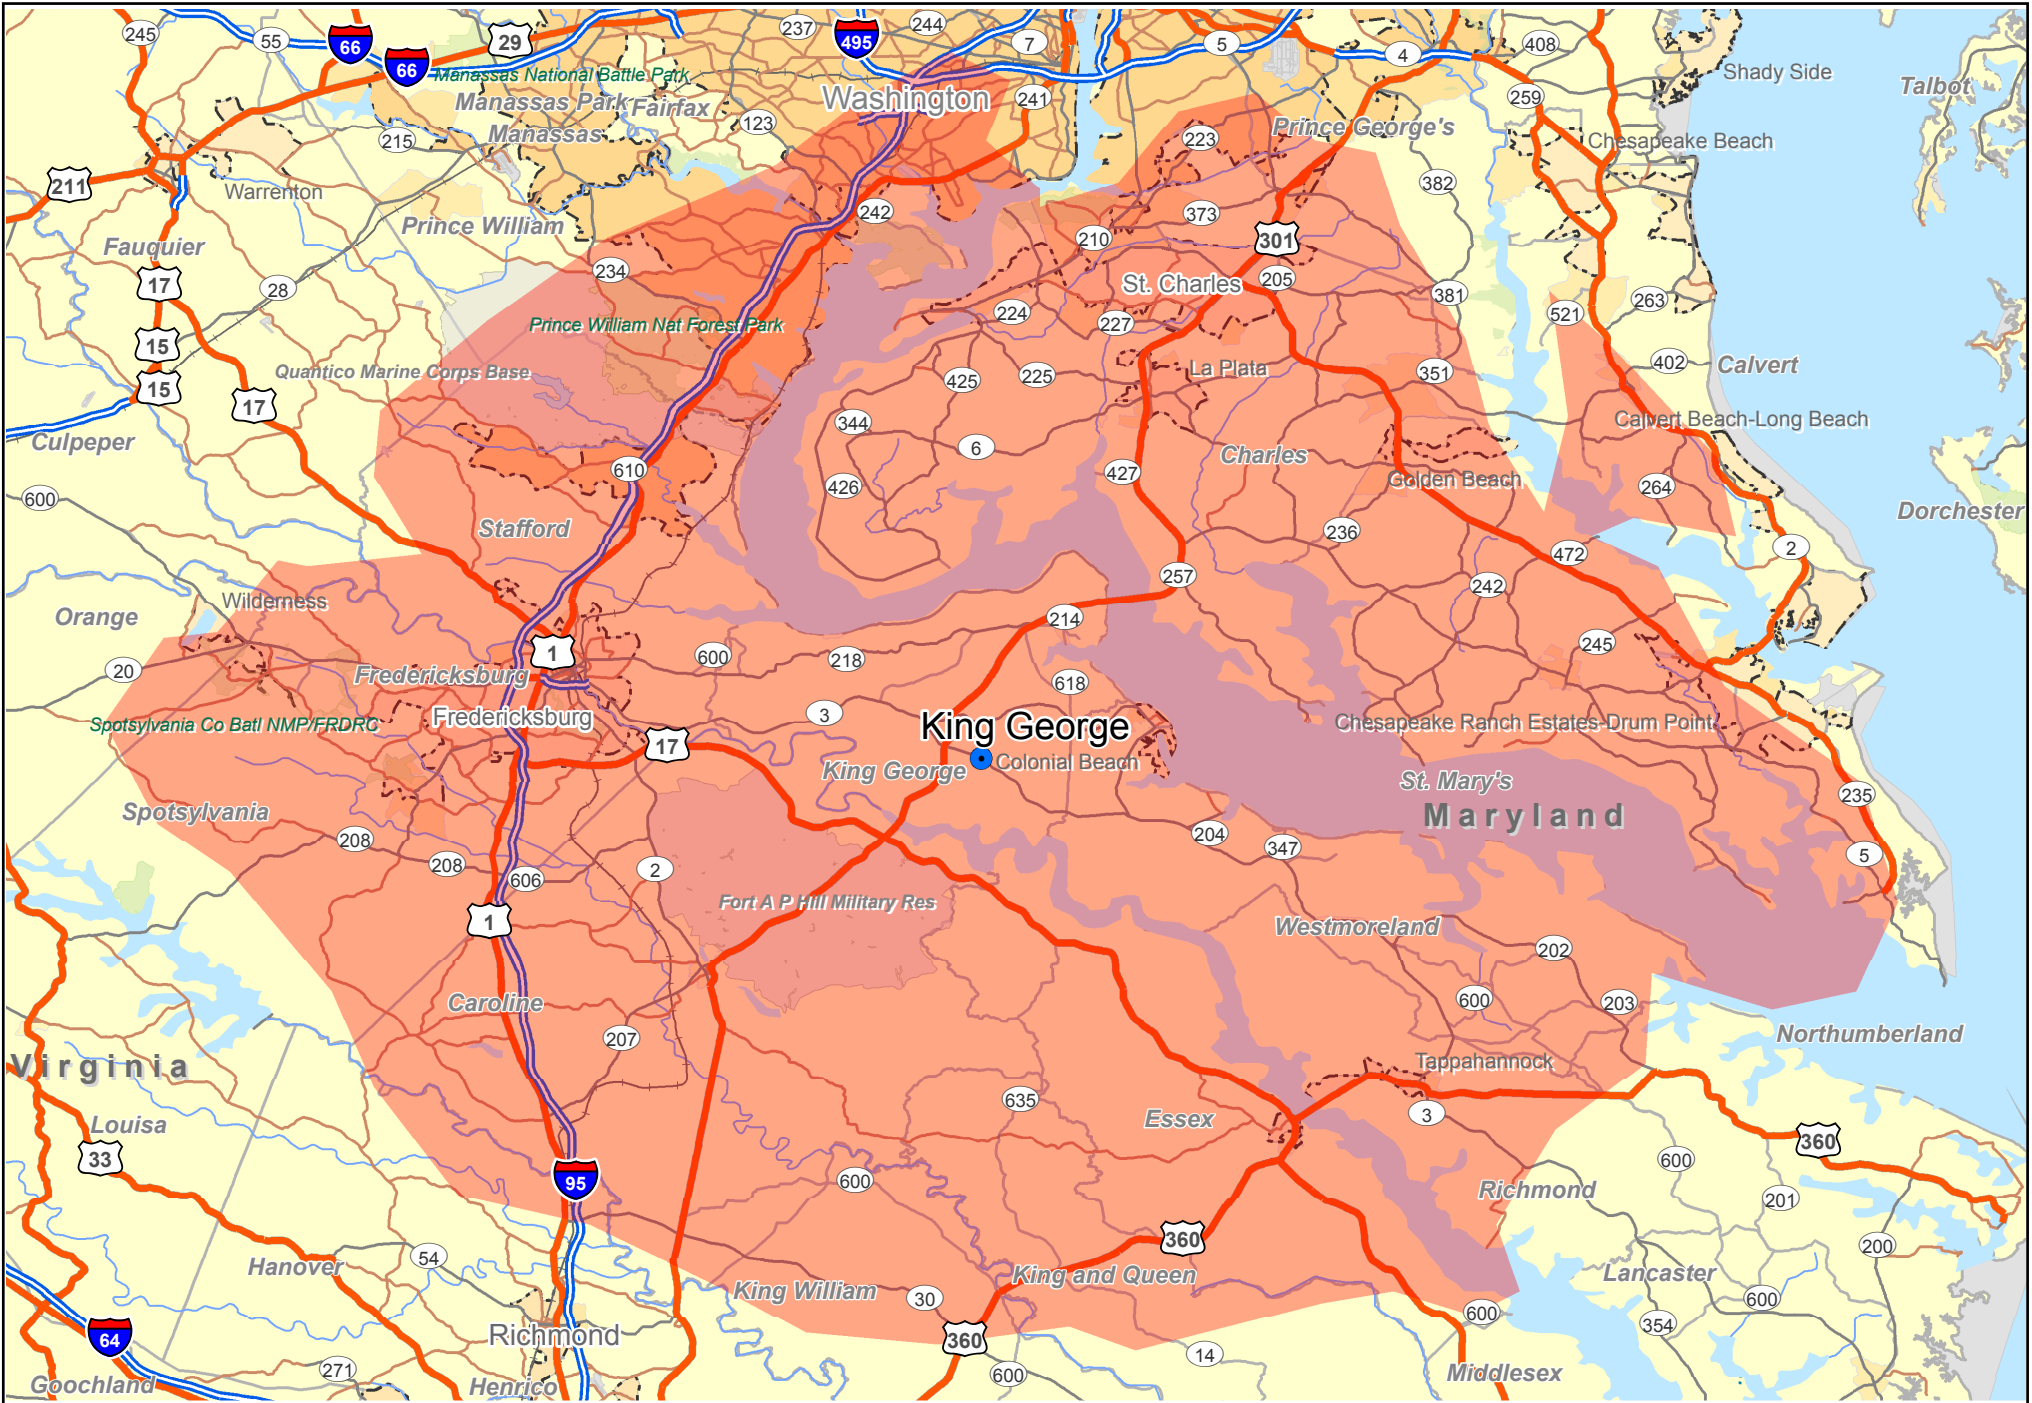 245
55
66
66
29
237
495
244
7
5
4
408
Shady Side
Talbot
Manassas National Battle Park
Manassas Park
Fairfax
Washington
241
259
123
215
Manassas
223
Prince George's
Chesapeake Beach
211
Warrenton
382
Prince William
242
373
Fauquier
210
301
234
St. Charles
205
17
28
381
263
521
Prince William Nat Forest Park
224
227
15
402
Calvert
Quantico Marine Corps Base
La Plata
351
15
425
225
17
344
Calvert Beach-Long Beach
Culpeper
6
Charles
610
427
Golden Beach
600
426
264
Dorchester
Stafford
236
472
2
257
242
Wilderness
Orange
214
1
245
600
218
20
Fredericksburg
618
Fredericksburg
3
Spotsylvania Co Batl NMP/FRDRC
King George
Chesapeake Ranch Estates-Drum Point
17
King George
Colonial Beach
St. Mary's
235
Spotsylvania
Maryland
208
204
347
5
208
606
2
1
Fort A P Hill Military Res
Westmoreland
202
Caroline
600
203
207
Northumberland
Virginia
Tappahannock
635
Louisa
Essex
3
33
360
95
600
600
Richmond
201
54
360
200
Hanover
King William
King and Queen
Lancaster
30
600
600
64
Richmond
360
354
14
271
600
Goochland
Henrico
Middlesex